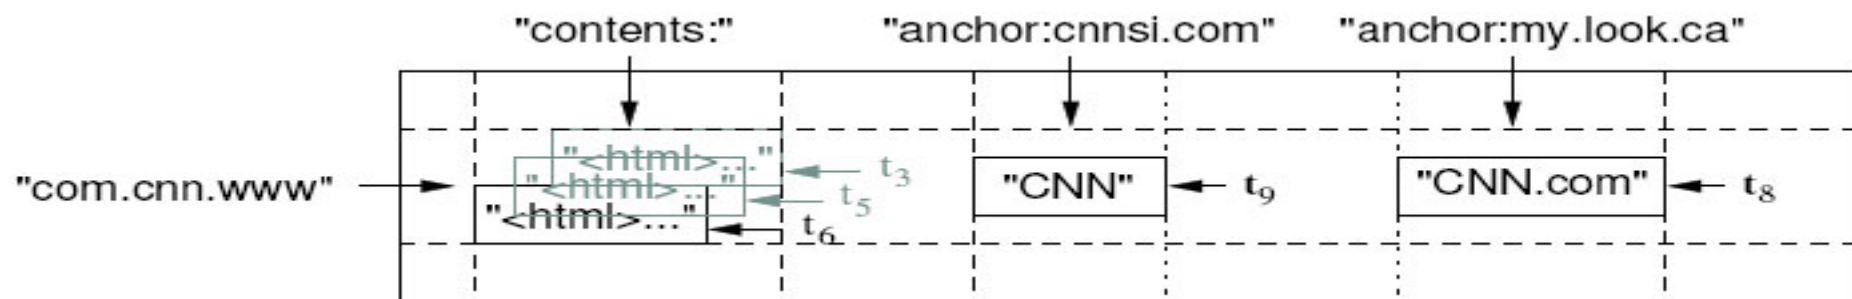 "contents:" "anchor:cnnsi.com" "anchor:my.look.ca"
"<html>..." t3
"com.cnn.www" "<html>..." t5 "CNN" t9 "CNN.com" t8
"<html>..." t6